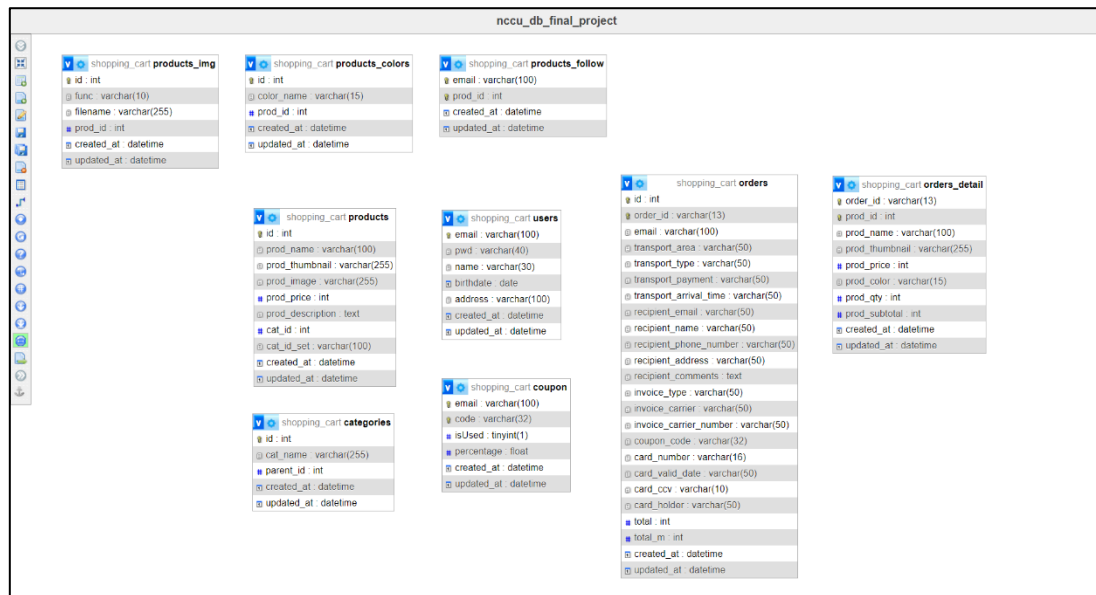 nccu_db_final_project
shopping_cart products_img
id : int
func : varchar(10)
filename : varchar(255)
prod_id : int
created_at : datetime
updated_at : datetime
shopping_cart products_colors
id : int
color_name : varchar(15)
prod_id : int
created_at : datetime
updated_at : datetime
shopping_cart products_follow
email : varchar(100)
prod_id : int
created_at : datetime
updated_at : datetime
shopping_cart products
id : int
prod_name : varchar(100)
prod_thumbnail : varchar(255)
prod_image : varchar(255)
prod_price : int
prod_description : text
cat_id : int
cat_id_set : varchar(100)
created_at : datetime
updated_at : datetime
shopping_cart users
email : varchar(100)
pwd : varchar(40)
name : varchar(30)
birthdate : date
address : varchar(100)
created_at : datetime
updated_at : datetime
shopping_cart orders
id : int
order_id : varchar(13)
email : varchar(100)
transport_area : varchar(50)
transport_type : varchar(50)
transport_payment : varchar(50)
transport_arrival_time : varchar(50)
recipient_email : varchar(50)
recipient_name : varchar(50)
recipient_phone_number : varchar(50)
recipient_address : varchar(50)
recipient_comments : text
invoice_type : varchar(50)
invoice_carrier : varchar(50)
invoice_carrier_number : varchar(50)
coupon_code : varchar(32)
card_number : varchar(16)
card_valid_date : varchar(50)
card_ccv : varchar(10)
card_holder : varchar(50)
total : int
total_m : int
created_at : datetime
updated_at : datetime
shopping_cart orders_detail
order_id : varchar(13)
prod_id : int
prod_name : varchar(100)
prod_thumbnail : varchar(255)
prod_price : int
prod_color : varchar(15)
prod_qty : int
prod_subtotal : int
created_at : datetime
updated_at : datetime
shopping_cart categories
id : int
cat_name : varchar(255)
parent_id : int
created_at : datetime
updated_at : datetime
shopping_cart coupon
email : varchar(100)
code : varchar(32)
isUsed : tinyint(1)
percentage : float
created_at : datetime
updated_at : datetime